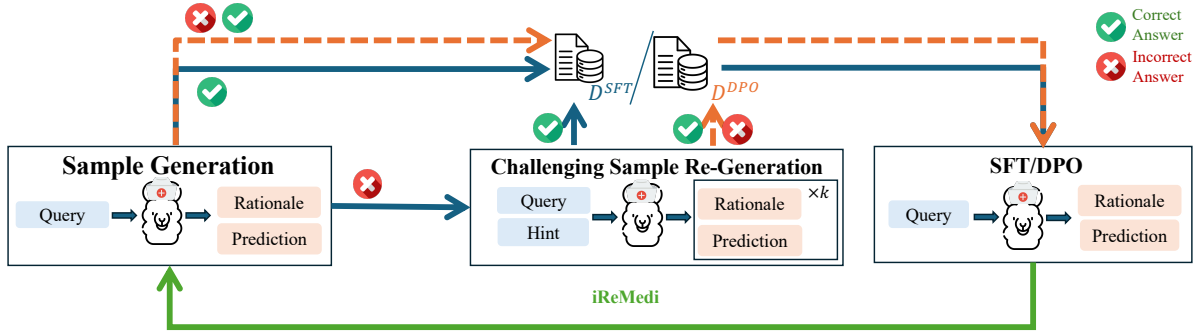 Correct
Answer
Incorrect
Answer
D^SFT / D^DPO
Sample Generation
Query
Rationale
Prediction
Challenging Sample Re-Generation
Query
Hint
Rationale
Prediction
×k
SFT/DPO
Query
Rationale
Prediction
iReMedi